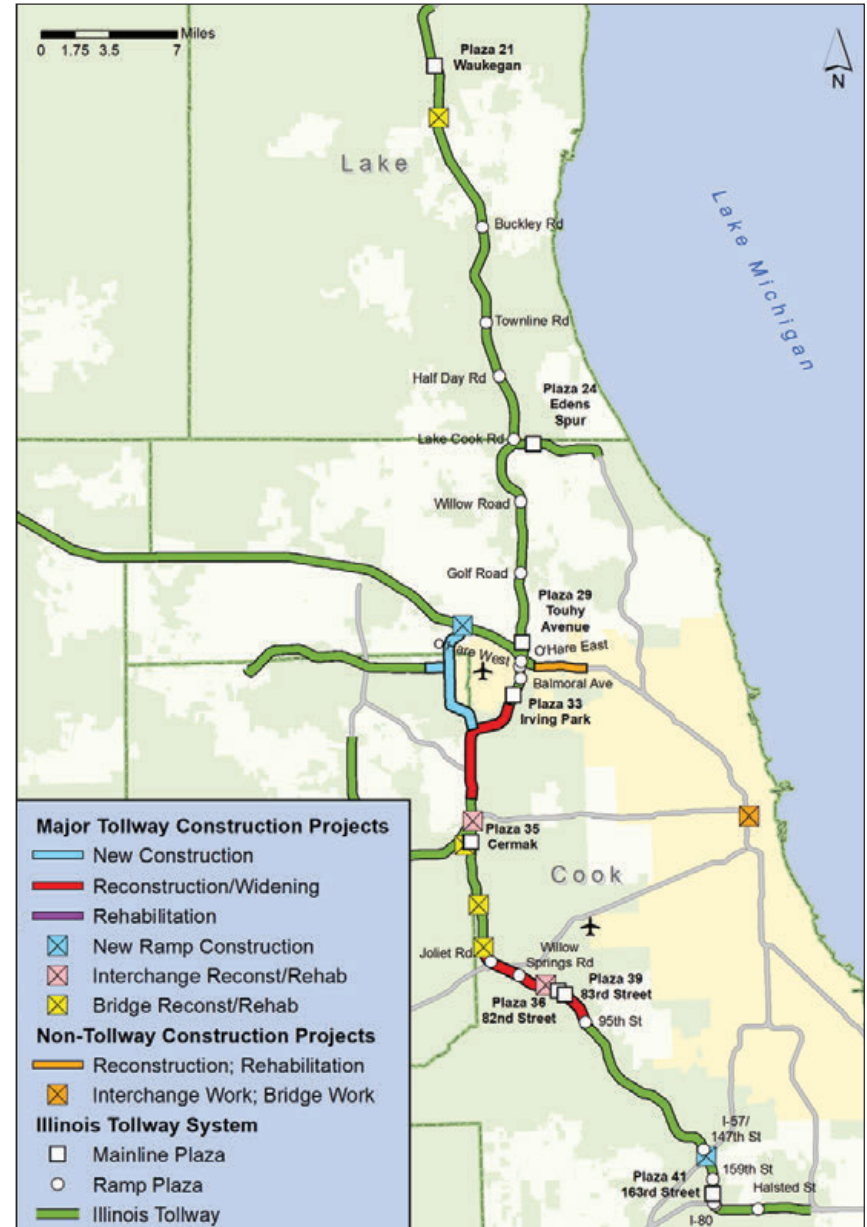 Miles
0 1.75 3.5 7
N
Plaza 21
Waukegan
Lake
Buckley Rd
Lake Michigan
Townline Rd
Half Day Rd
Plaza 24
Edens
Spur
Lake Cook Rd
Willow Road
Golf Road
Plaza 29
Touhy
Avenue
O'Hare West
O'Hare East
Balmoral Ave
Plaza 33
Irving Park
Plaza 35
Cermak
Cook
Joliet Rd
Willow
Springs Rd
Plaza 39
83rd Street
Plaza 36
82nd Street
95th St
I-57/
147th St
159th St
Plaza 41
163rd Street
Halsted St
I-80
Major Tollway Construction Projects
New Construction
Reconstruction/Widening
Rehabilitation
New Ramp Construction
Interchange Reconst/Rehab
Bridge Reconst/Rehab
Non-Tollway Construction Projects
Reconstruction; Rehabilitation
Interchange Work; Bridge Work
Illinois Tollway System
Mainline Plaza
Ramp Plaza
Illinois Tollway